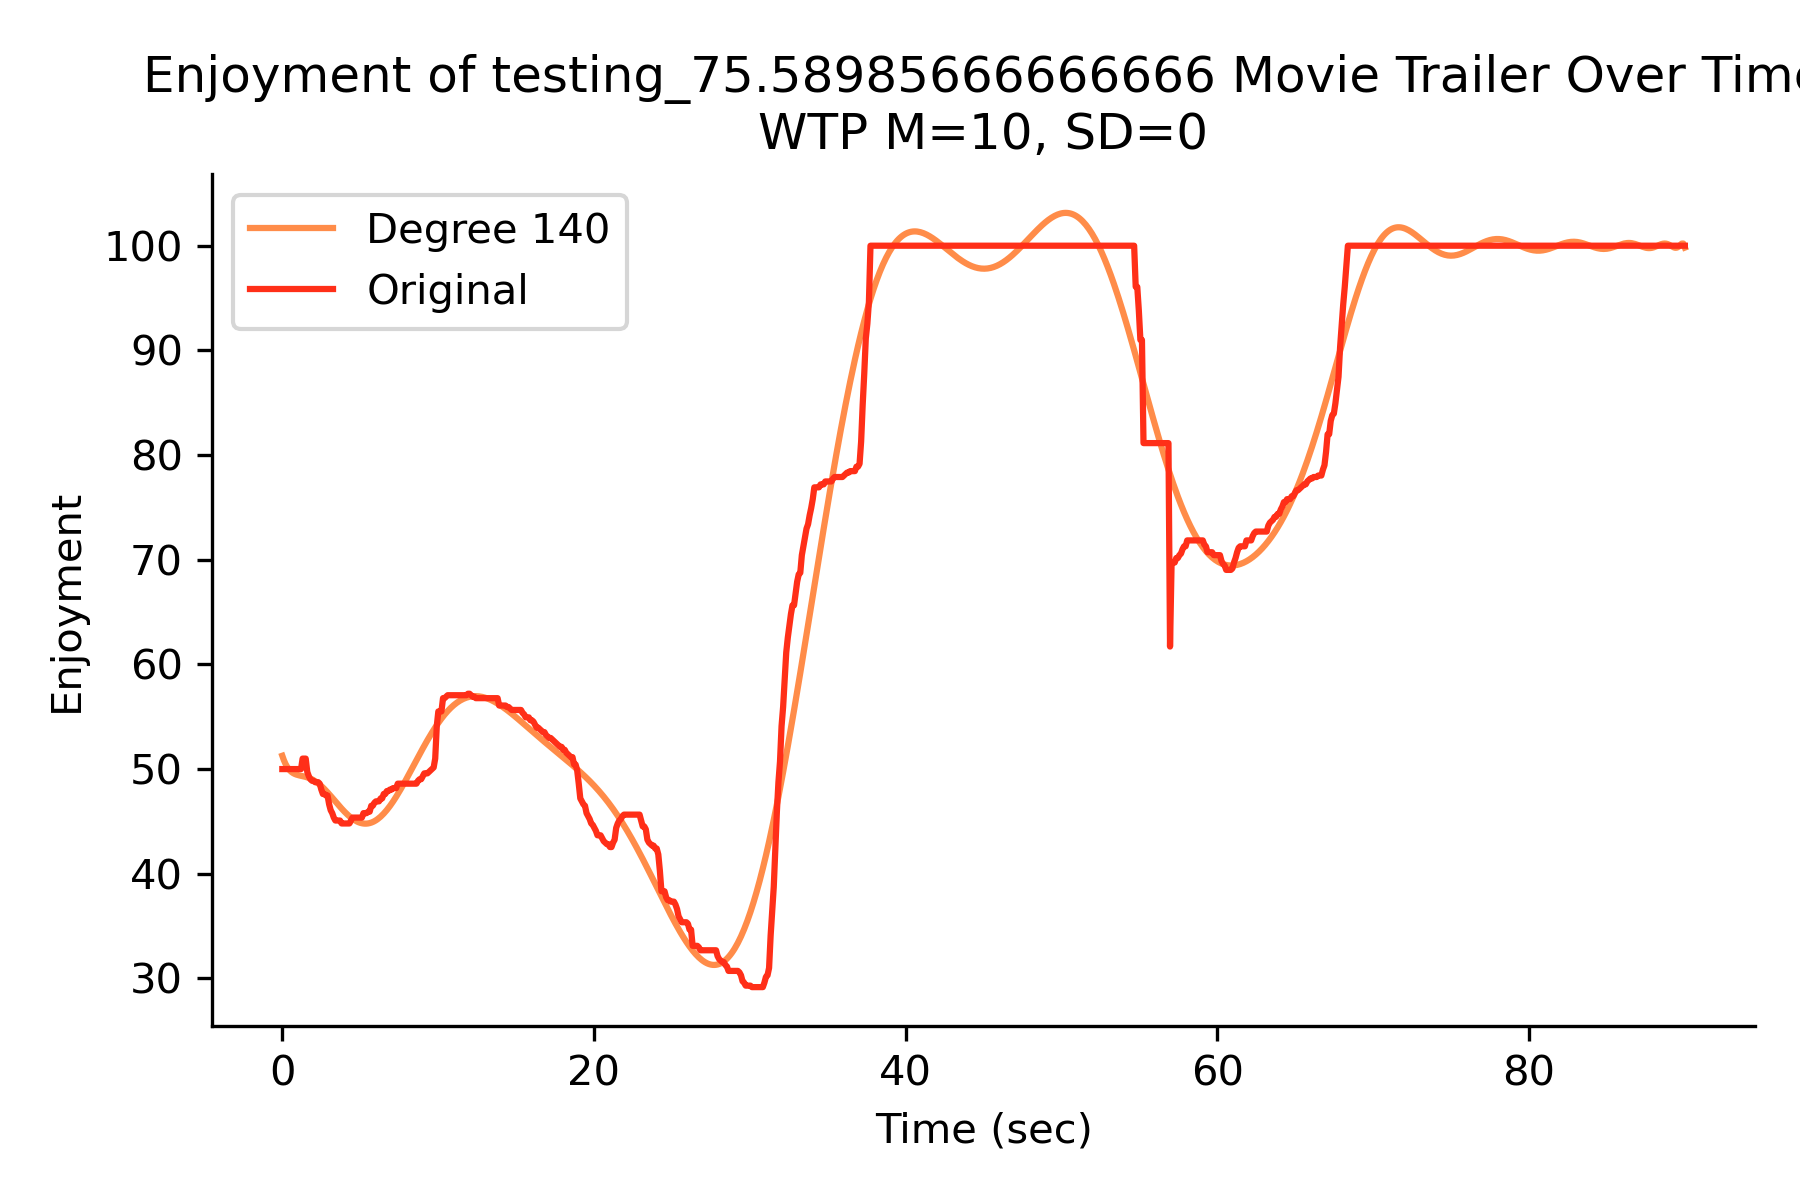 Enjoyment of testing_75.58985666666666 Movie Trailer Over Time
WTP M=10, SD=0
Degree 140
Original
100
90
80
70
60
50
40
30
Enjoyment
0 20 40 60 80
Time (sec)